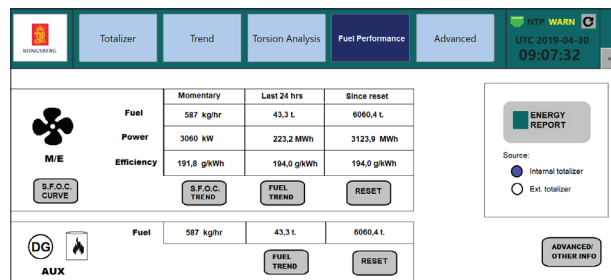 KONGSBERG
Totalizer
Trend
Torsion Analysis
Fuel Performance
Advanced
NTP WARN
UTC 2019-04-30
09:07:32
Momentary Last 24 hrs Since reset
Fuel 587 kg/hr 43,3 t. 6060,4 t.
Power 3060 kW 223,2 MWh 3123,9 MWh
Efficiency 191,8 g/kWh 194,0 g/kWh 194,0 g/kWh
M/E
S.F.O.C.
CURVE
S.F.O.C.
TREND
FUEL
TREND
RESET
ENERGY
REPORT
Source:
Internal totalizer
Ext. totalizer
Fuel 587 kg/hr 43,3 t. 6060,4 t.
DG
AUX
FUEL
TREND
RESET
ADVANCED/
OTHER INFO